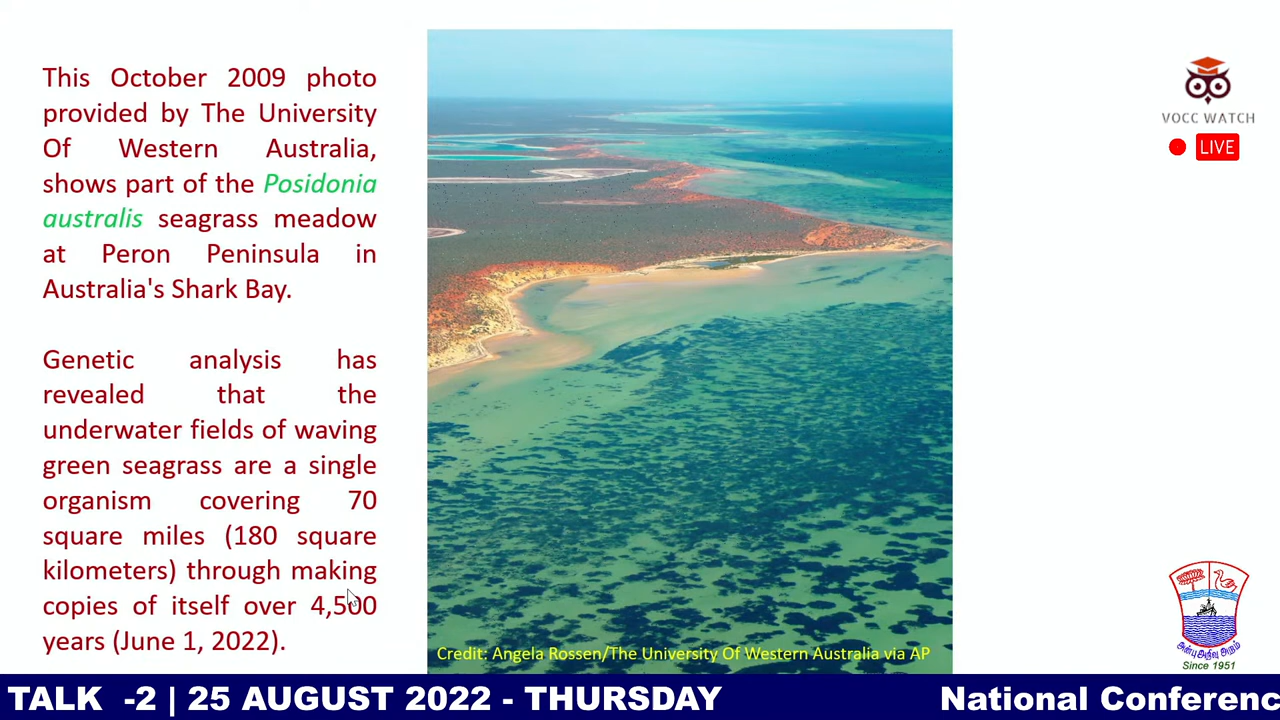 This October 2009 photo
provided by The University
Of Western Australia,
shows part of the Posidonia
australis seagrass meadow
at Peron Peninsula in
Australia's Shark Bay.
Genetic analysis has
revealed that the
underwater fields of waving
green seagrass are a single
organism covering 70
square miles (180 square
kilometers) through making
copies of itself over 4,500
years (June 1, 2022).
Credit: Angela Rossen/The University Of Western Australia via AP
VOCC WATCH
LIVE
அன்பு அறிவு அறம்
Since 1951
TALK -2 | 25 AUGUST 2022 - THURSDAY
National Conferenc